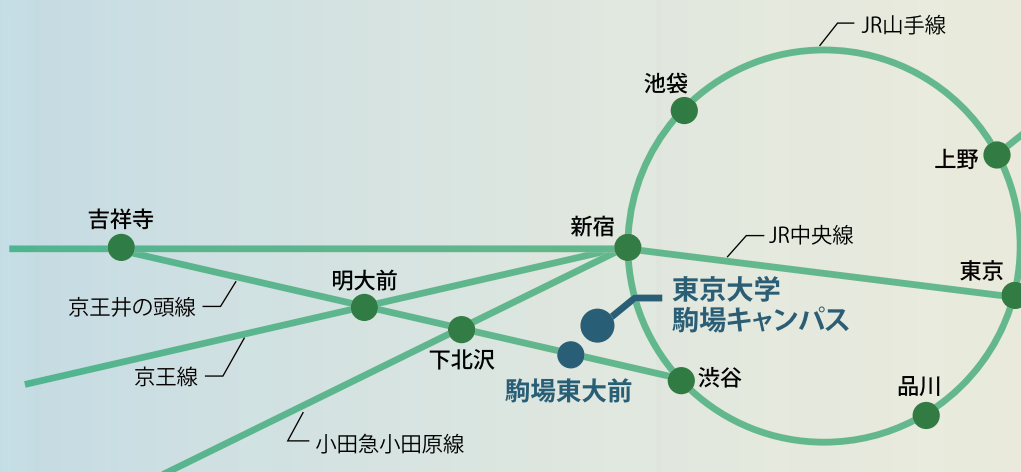 JR山手線
池袋
上野
吉祥寺
新宿
JR中央線
東京
明大前
東京大学
駒場キャンパス
京王井の頭線
下北沢
京王線
駒場東大前
渋谷
品川
小田急小田原線